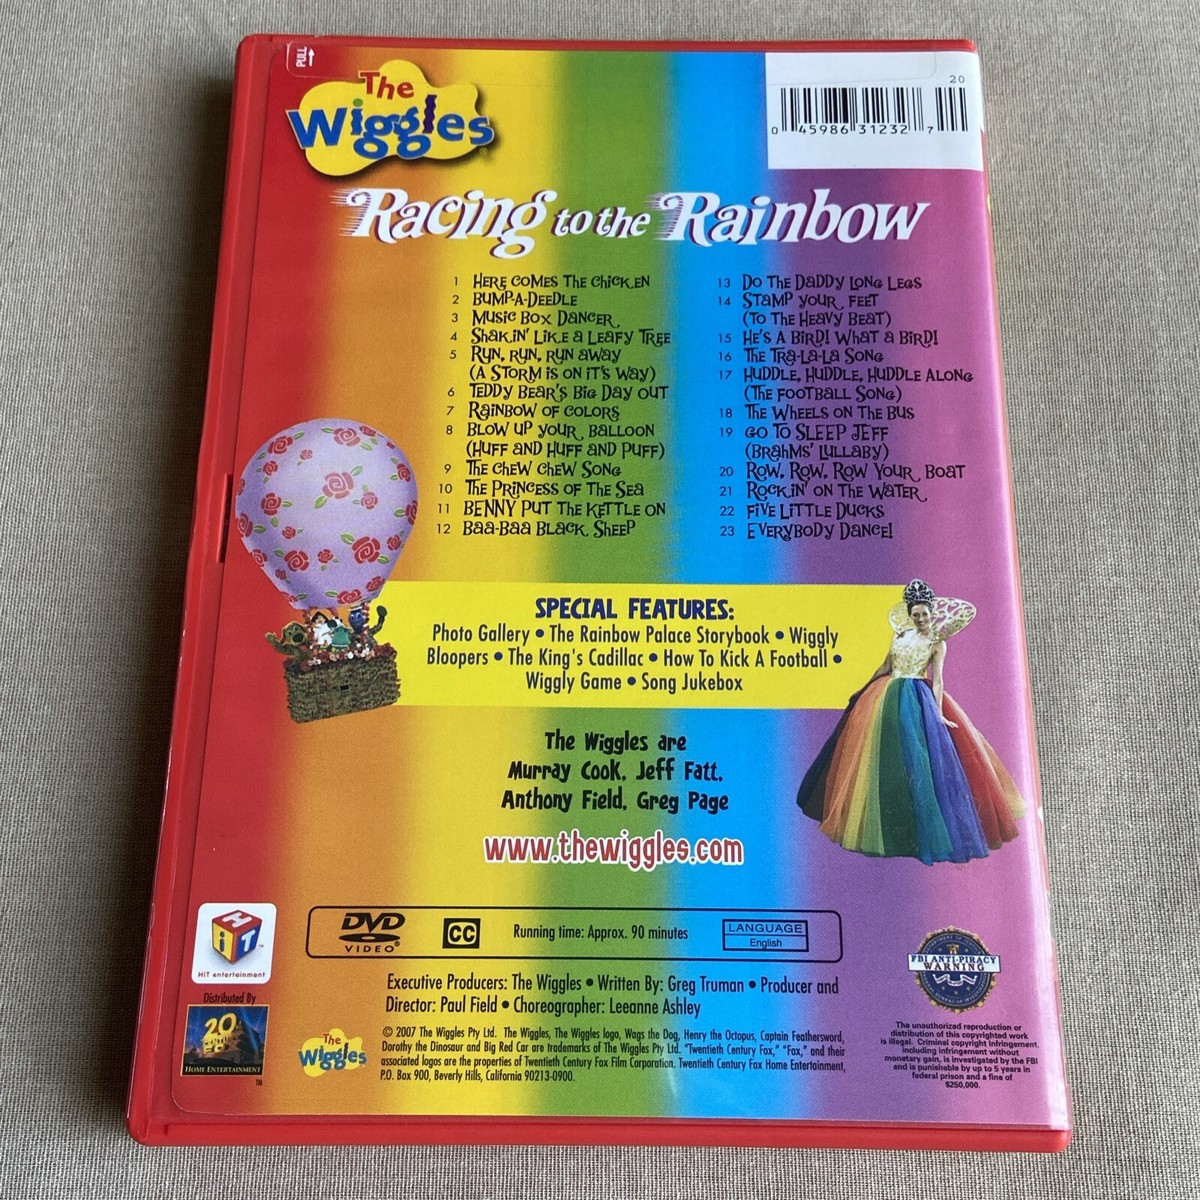 PULL
The
Wiggles
20
0 45986 31232 7
Racing to the Rainbow
1 Here Comes The Chicken
2 Bump-A-Deedle
3 Music Box Dancer
4 Shakin' Like a Leafy Tree
5 Run, Run, Run Away
(A Storm is on it's Way)
6 Teddy Bear's Big Day Out
7 Rainbow of Colors
8 Blow Up Your Balloon
(Huff and Huff and Puff)
9 The Chew Chew Song
10 The Princess of The Sea
11 Benny Put The Kettle On
12 Baa-Baa Black Sheep
13 Do The Daddy Long Legs
14 Stamp Your Feet
(To The Heavy Beat)
15 He's A Bird! What a Bird!
16 The Tra-La-La Song
17 Huddle, Huddle, Huddle Along
(The Football Song)
18 The Wheels on The Bus
19 Go To Sleep Jeff
(Brahms' Lullaby)
20 Row, Row, Row Your Boat
21 Rockin' on The Water
22 Five Little Ducks
23 Everybody Dance!
SPECIAL FEATURES:
Photo Gallery • The Rainbow Palace Storybook • Wiggly
Bloopers • The King's Cadillac • How To Kick A Football •
Wiggly Game • Song Jukebox
The Wiggles are
Murray Cook, Jeff Fatt,
Anthony Field, Greg Page
www.thewiggles.com
HiT
HiT entertainment™
DVD
VIDEO®
CC
Running time: Approx. 90 minutes
LANGUAGE
English
FBI ANTI-PIRACY
WARNING
Executive Producers: The Wiggles • Written By: Greg Truman • Producer and
Director: Paul Field • Choreographer: Leeanne Ashley
Distributed By
20
HOME ENTERTAINMENT
™
The
Wiggles
© 2007 The Wiggles Pty Ltd. The Wiggles, The Wiggles logo, Wags the Dog, Henry the Octopus, Captain Feathersword,
Dorothy the Dinosaur and Big Red Car are trademarks of The Wiggles Pty Ltd. "Twentieth Century Fox," "Fax," and their
associated logos are the properties of Twentieth Century Fox Film Corporation. Twentieth Century Fox Home Entertainment,
P.O. Box 900, Beverly Hills, California 90213-0900.
The unauthorized reproduction or
distribution of this copyrighted work
is illegal. Criminal copyright infringement,
including infringement without
monetary gain, is investigated by the FBI
and is punishable by up to 5 years in
federal prison and a fine of
$250,000.